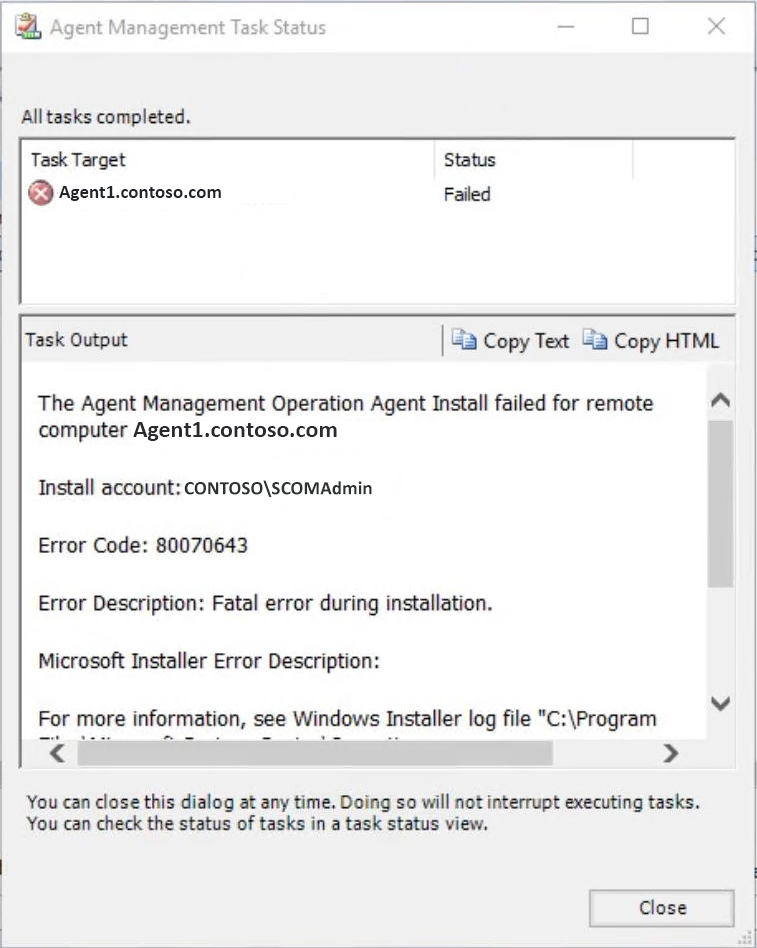 Agent Management Task Status
All tasks completed.
Task Target Status
Agent1.contoso.com Failed
Task Output Copy Text Copy HTML
The Agent Management Operation Agent Install failed for remote
computer Agent1.contoso.com
Install account: CONTOSO\SCOMAdmin
Error Code: 80070643
Error Description: Fatal error during installation.
Microsoft Installer Error Description:
For more information, see Windows Installer log file "C:\Program
You can close this dialog at any time. Doing so will not interrupt executing tasks.
You can check the status of tasks in a task status view.
Close